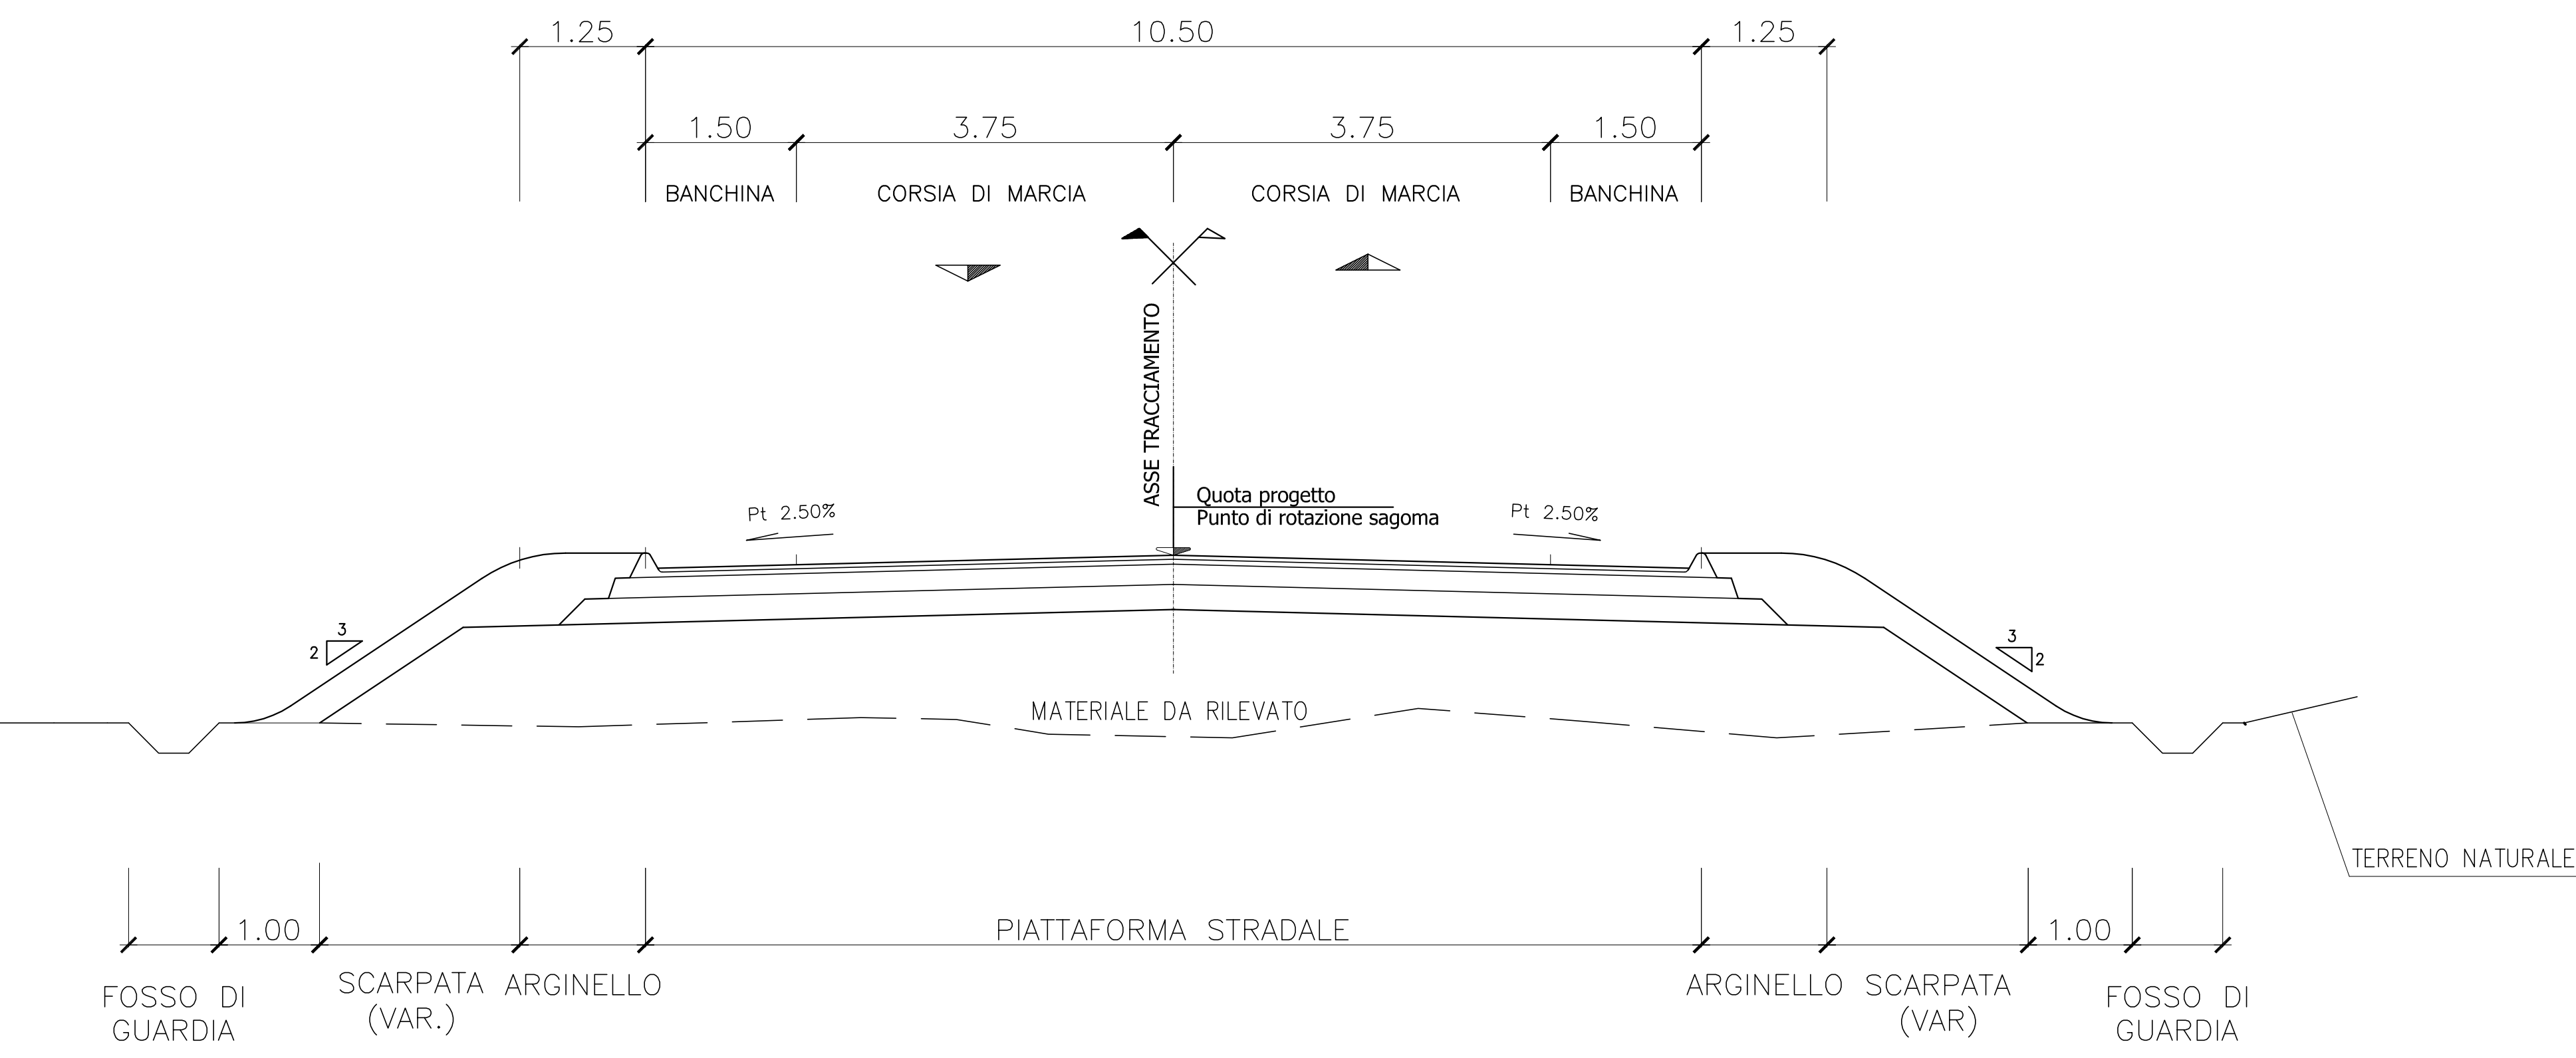 1.25
10.50
1.25
1.50
3.75
3.75
1.50
BANCHINA
CORSIA DI MARCIA
CORSIA DI MARCIA
BANCHINA
ASSE TRACCIAMENTO
Quota progetto
Punto di rotazione sagoma
Pt 2.50%
Pt 2.50%
3
2
3
2
MATERIALE DA RILEVATO
TERRENO NATURALE
1.00
PIATTAFORMA STRADALE
1.00
FOSSO DI
GUARDIA
SCARPATA
(VAR.)
ARGINELLO
ARGINELLO
SCARPATA
(VAR)
FOSSO DI
GUARDIA